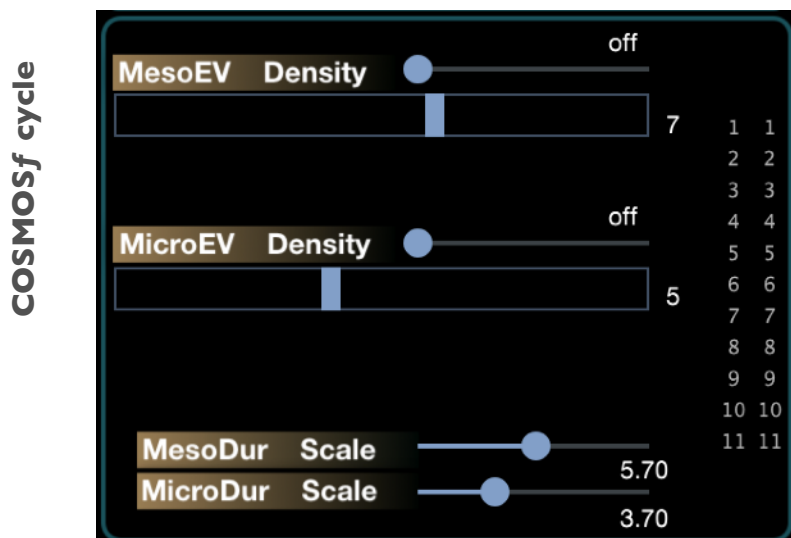 COSMOSƒ cycle
off
MesoEV Density
7
off
MicroEV Density
5
MesoDur Scale
5.70
MicroDur Scale
3.70
1 1
2 2
3 3
4 4
5 5
6 6
7 7
8 8
9 9
10 10
11 11